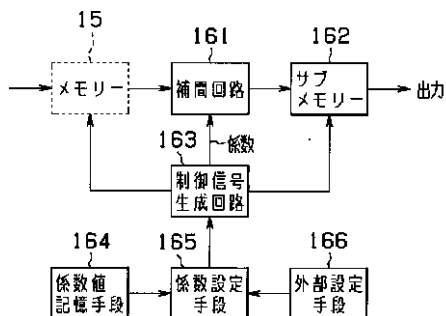 15
161
162
メモリー
補間回路
サブ
メモリー
出力
163
係数
制御信号
生成回路
164
165
166
係数値
記憶手段
係数設定
手段
外部設定
手段